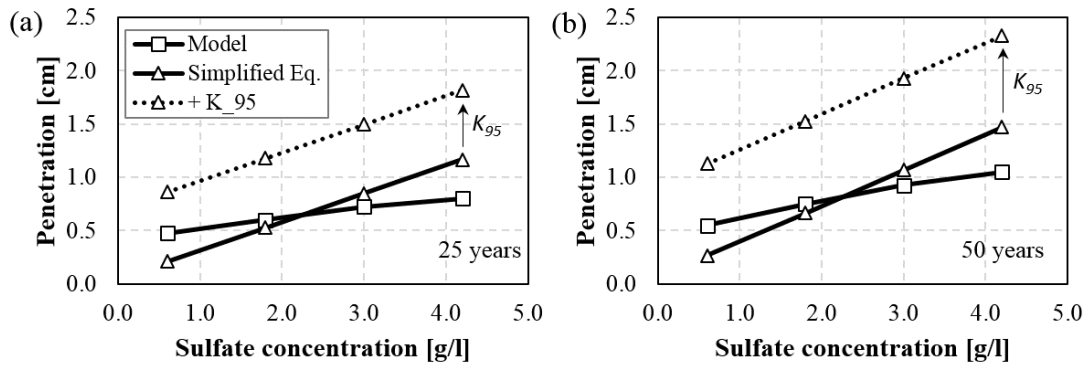 (a)
Penetration [cm]
2.5
2.0
1.5
1.0
0.5
0.0
Model
Simplified Eq.
+ K_95
K95
25 years
0.0 1.0 2.0 3.0 4.0 5.0
Sulfate concentration [g/l]
(b)
Penetration [cm]
2.5
2.0
1.5
1.0
0.5
0.0
K95
50 years
0.0 1.0 2.0 3.0 4.0 5.0
Sulfate concentration [g/l]